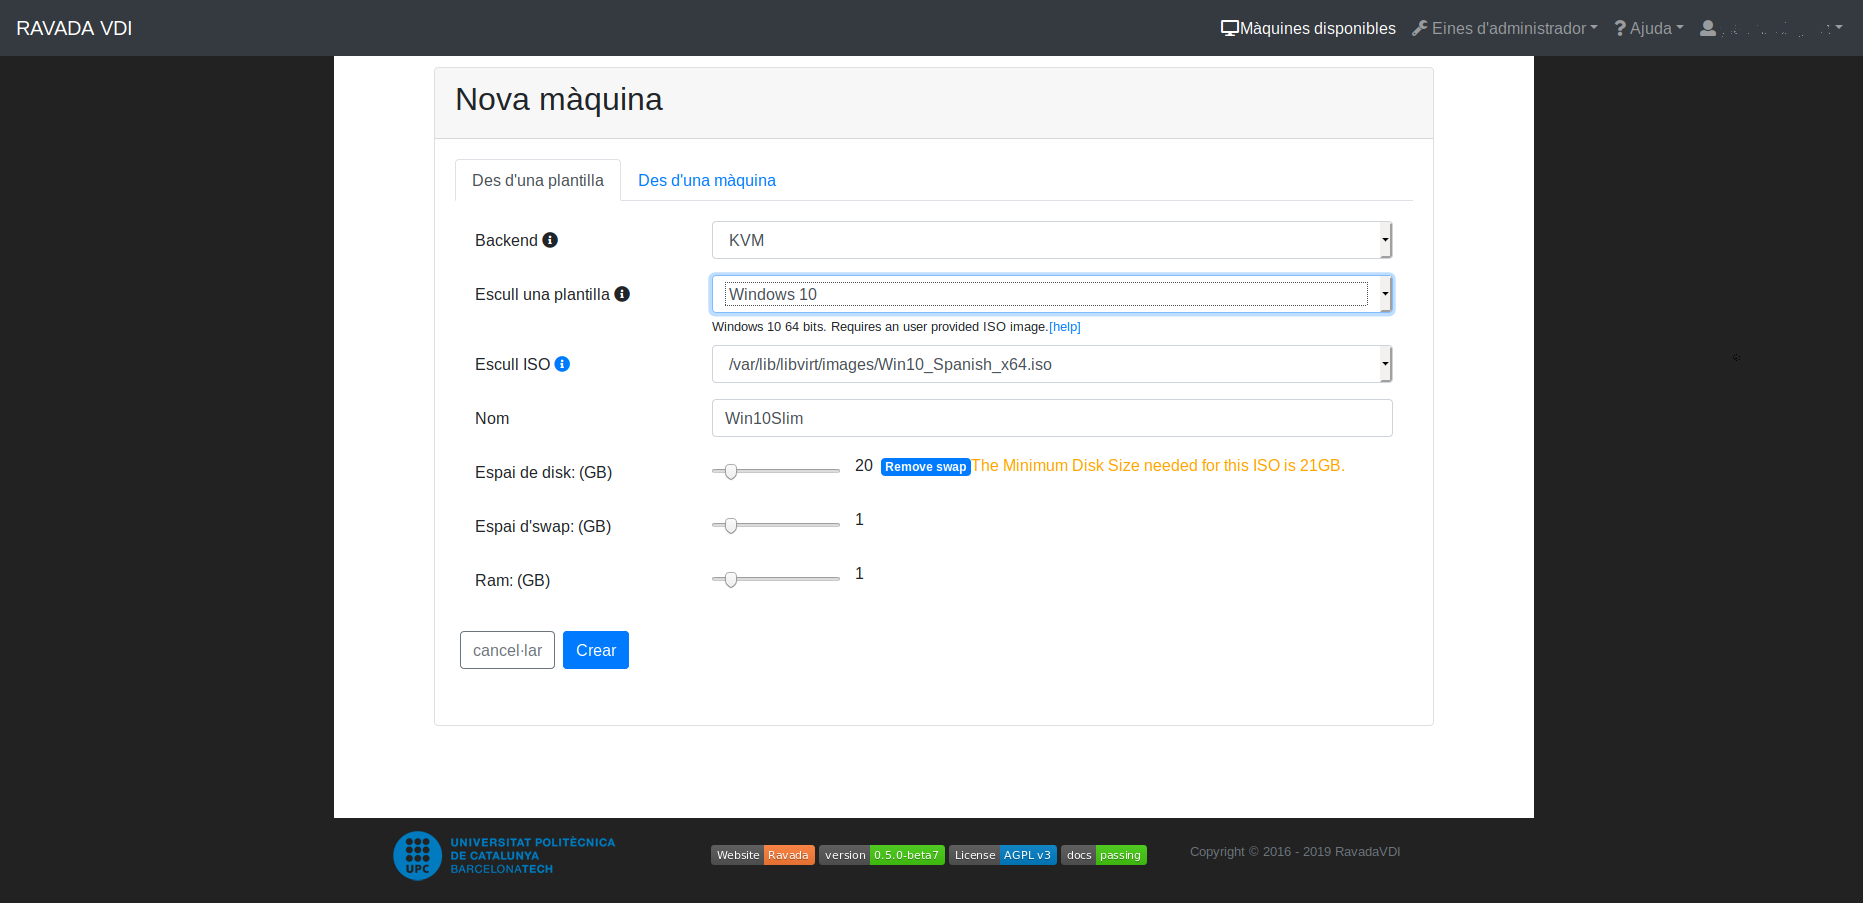 RAVADA VDI
Màquines disponibles Eines d'administrador Ajuda
Nova màquina
Des d'una plantilla Des d'una màquina
Backend KVM
Escull una plantilla Windows 10
Windows 10 64 bits. Requires an user provided ISO image.[help]
Escull ISO /var/lib/libvirt/images/Win10_Spanish_x64.iso
Nom Win10Slim
Espai de disk: (GB) 20 Remove swap The Minimum Disk Size needed for this ISO is 21GB.
Espai d'swap: (GB) 1
Ram: (GB) 1
cancel·lar Crear
UNIVERSITAT POLITÈCNICA
DE CATALUNYA
BARCELONATECH
UPC
Website Ravada version 0.5.0-beta7 License AGPL v3 docs passing
Copyright © 2016 - 2019 RavadaVDI